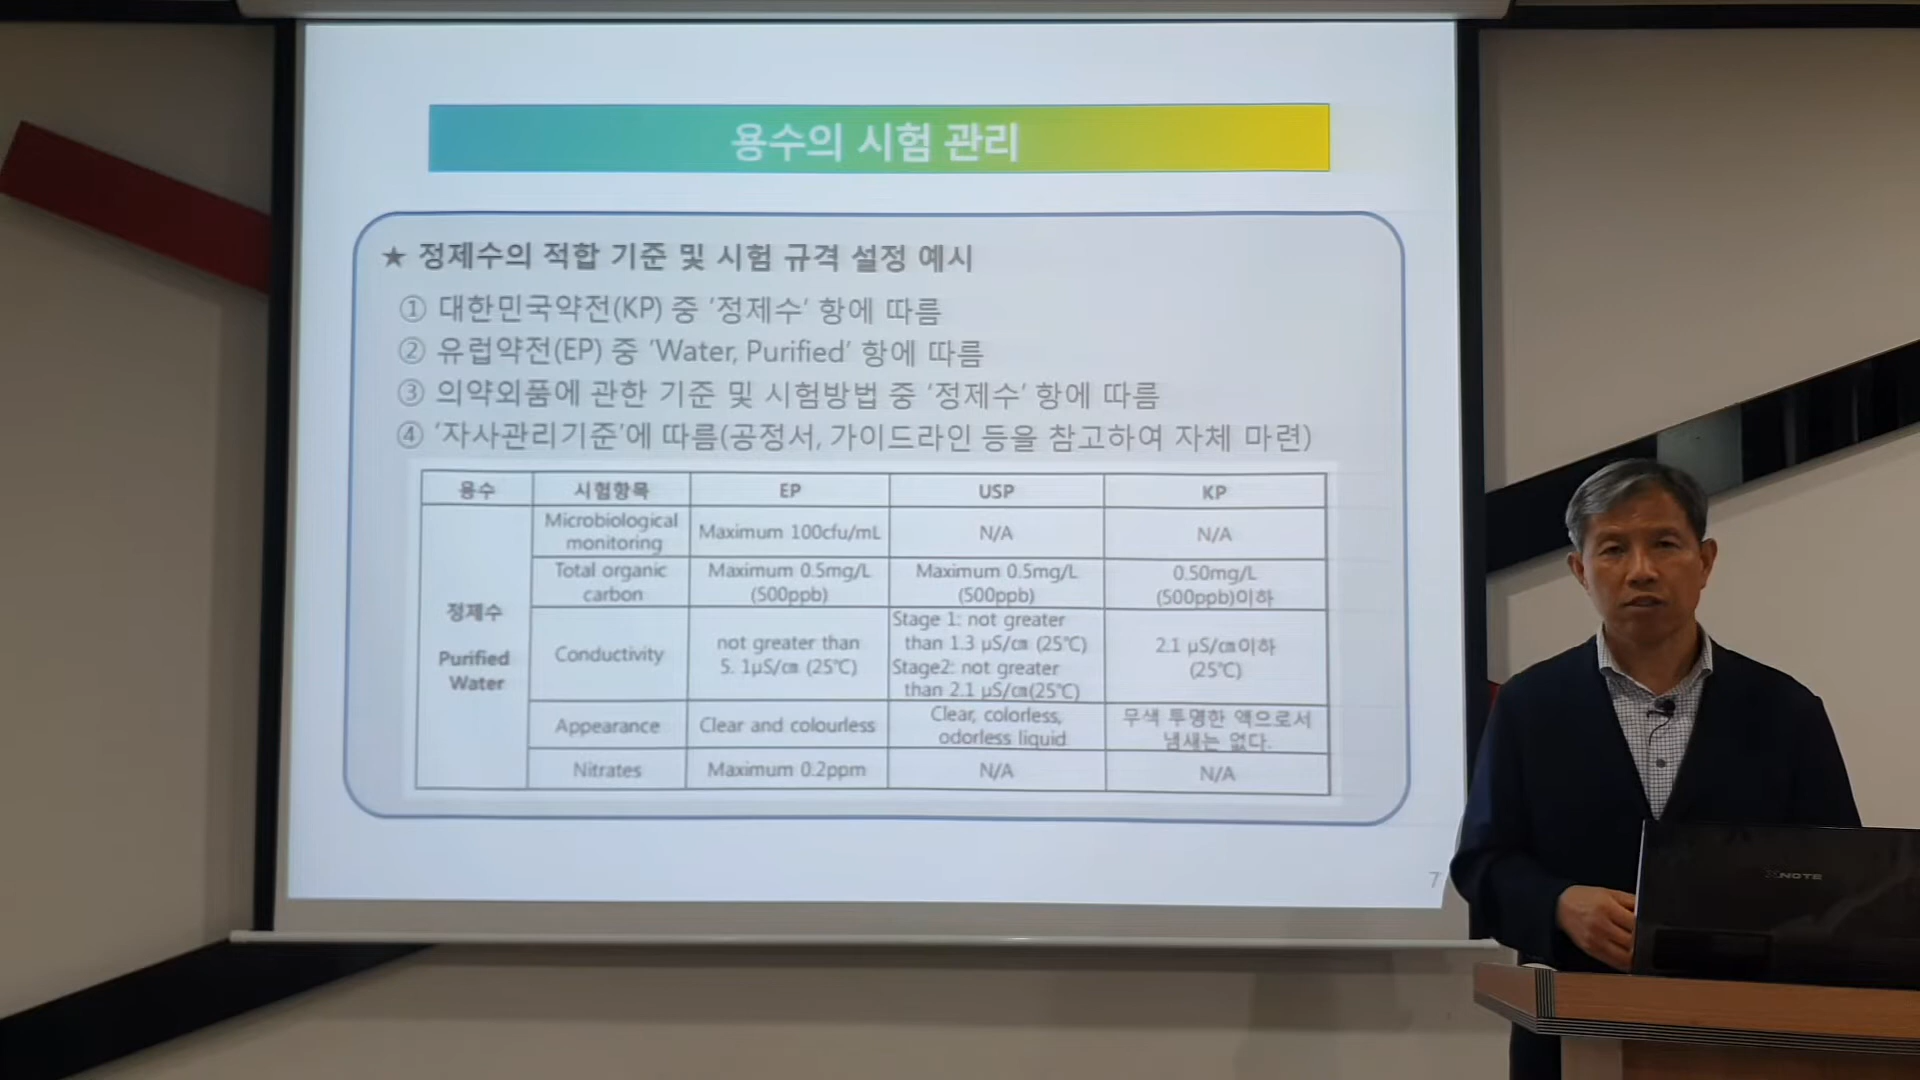 용수의 시험 관리
★ 정제수의 적합 기준 및 시험 규격 설정 예시
① 대한민국약전(KP) 중 ‘정제수’ 항에 따름
② 유럽약전(EP) 중 ‘Water, Purified’ 항에 따름
③ 의약외품에 관한 기준 및 시험방법 중 ‘정제수’ 항에 따름
④ ‘자사관리기준’에 따름(공정서, 가이드라인 등을 참고하여 자체 마련)
용수 시험항목 EP USP KP
정제수
Purified
Water
Microbiological
monitoring
Maximum 100cfu/mL
N/A
N/A
Total organic
carbon
Maximum 0.5mg/L
(500ppb)
Maximum 0.5mg/L
(500ppb)
0.50mg/L
(500ppb)이하
Conductivity
not greater than
5. 1µS/㎝ (25℃)
Stage 1: not greater
than 1.3 µS/㎝ (25℃)
Stage2: not greater
than 2.1 µS/㎝(25℃)
2.1 µS/㎝이하
(25℃)
Appearance
Clear and colourless
Clear, colorless,
odorless liquid
무색 투명한 액으로서
냄새는 없다.
Nitrates
Maximum 0.2ppm
N/A
N/A
7
XNOTE